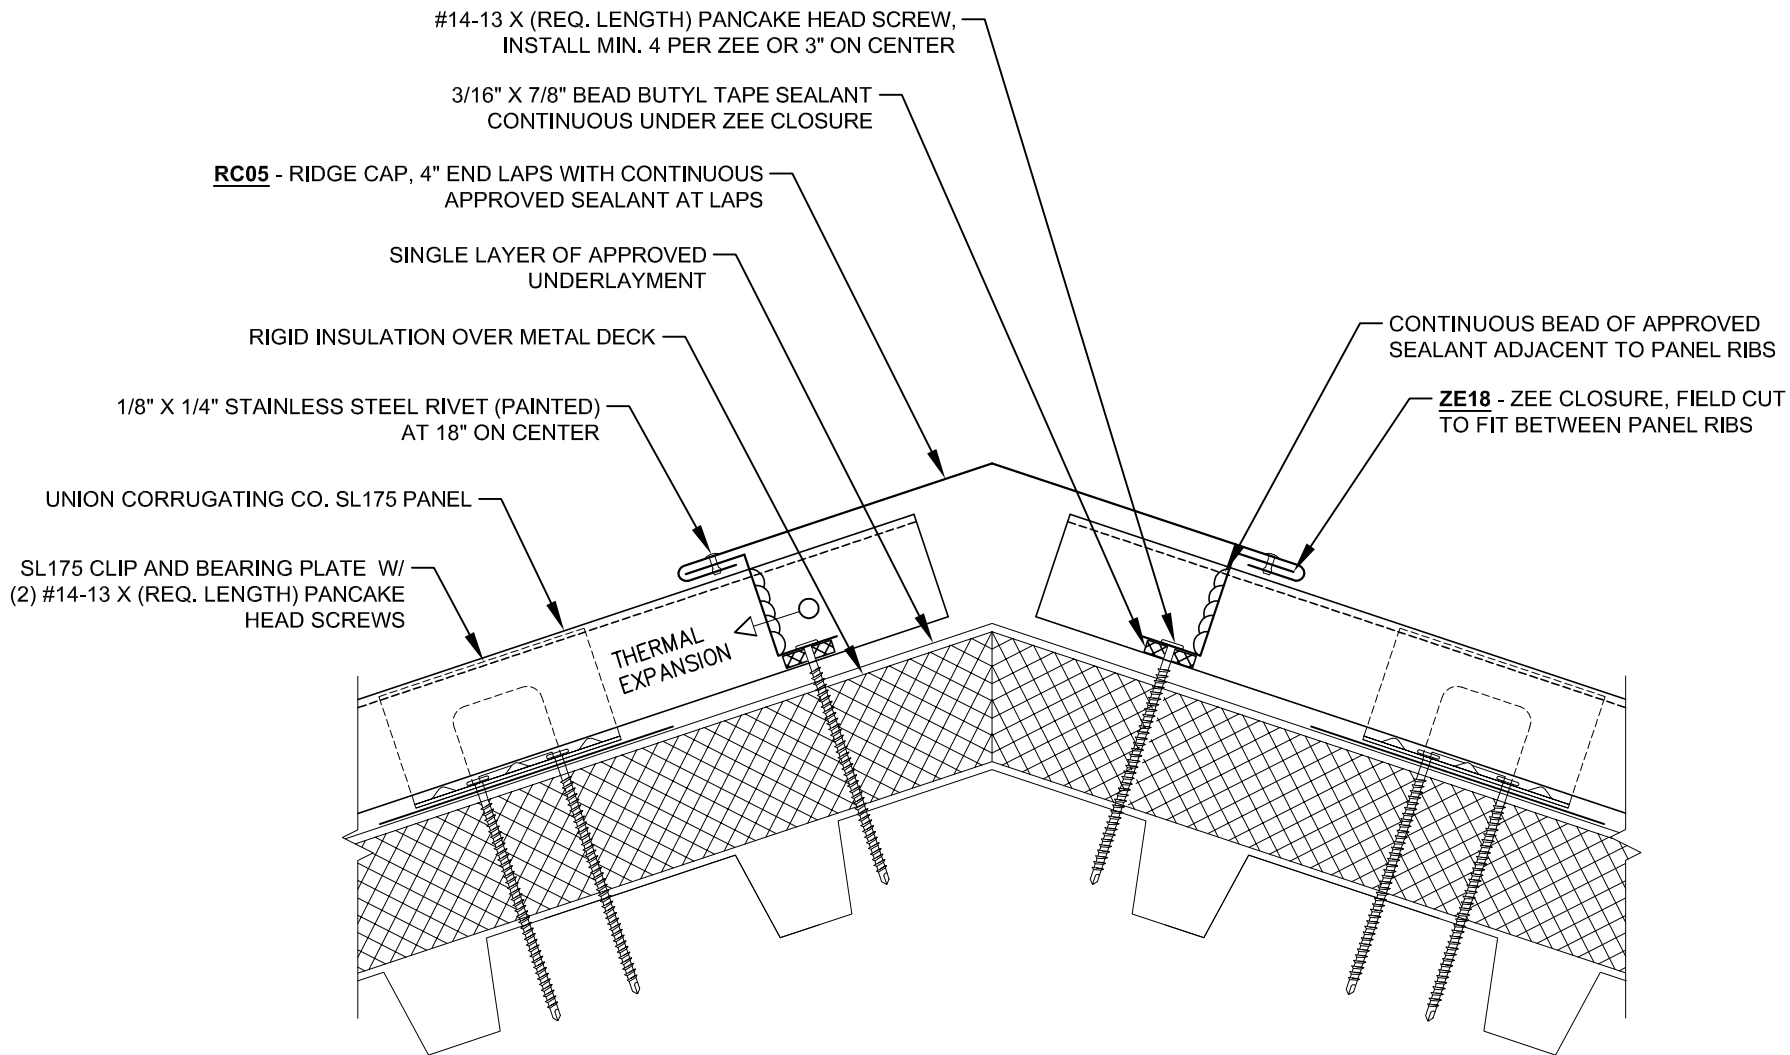 #14-13 X (REQ. LENGTH) PANCAKE HEAD SCREW,
INSTALL MIN. 4 PER ZEE OR 3" ON CENTER
3/16" X 7/8" BEAD BUTYL TAPE SEALANT
CONTINUOUS UNDER ZEE CLOSURE
RC05 - RIDGE CAP, 4" END LAPS WITH CONTINUOUS
APPROVED SEALANT AT LAPS
SINGLE LAYER OF APPROVED
UNDERLAYMENT
RIGID INSULATION OVER METAL DECK
1/8" X 1/4" STAINLESS STEEL RIVET (PAINTED)
AT 18" ON CENTER
UNION CORRUGATING CO. SL175 PANEL
SL175 CLIP AND BEARING PLATE W/
(2) #14-13 X (REQ. LENGTH) PANCAKE
HEAD SCREWS
CONTINUOUS BEAD OF APPROVED
SEALANT ADJACENT TO PANEL RIBS
ZE18 - ZEE CLOSURE, FIELD CUT
TO FIT BETWEEN PANEL RIBS
THERMAL
EXPANSION